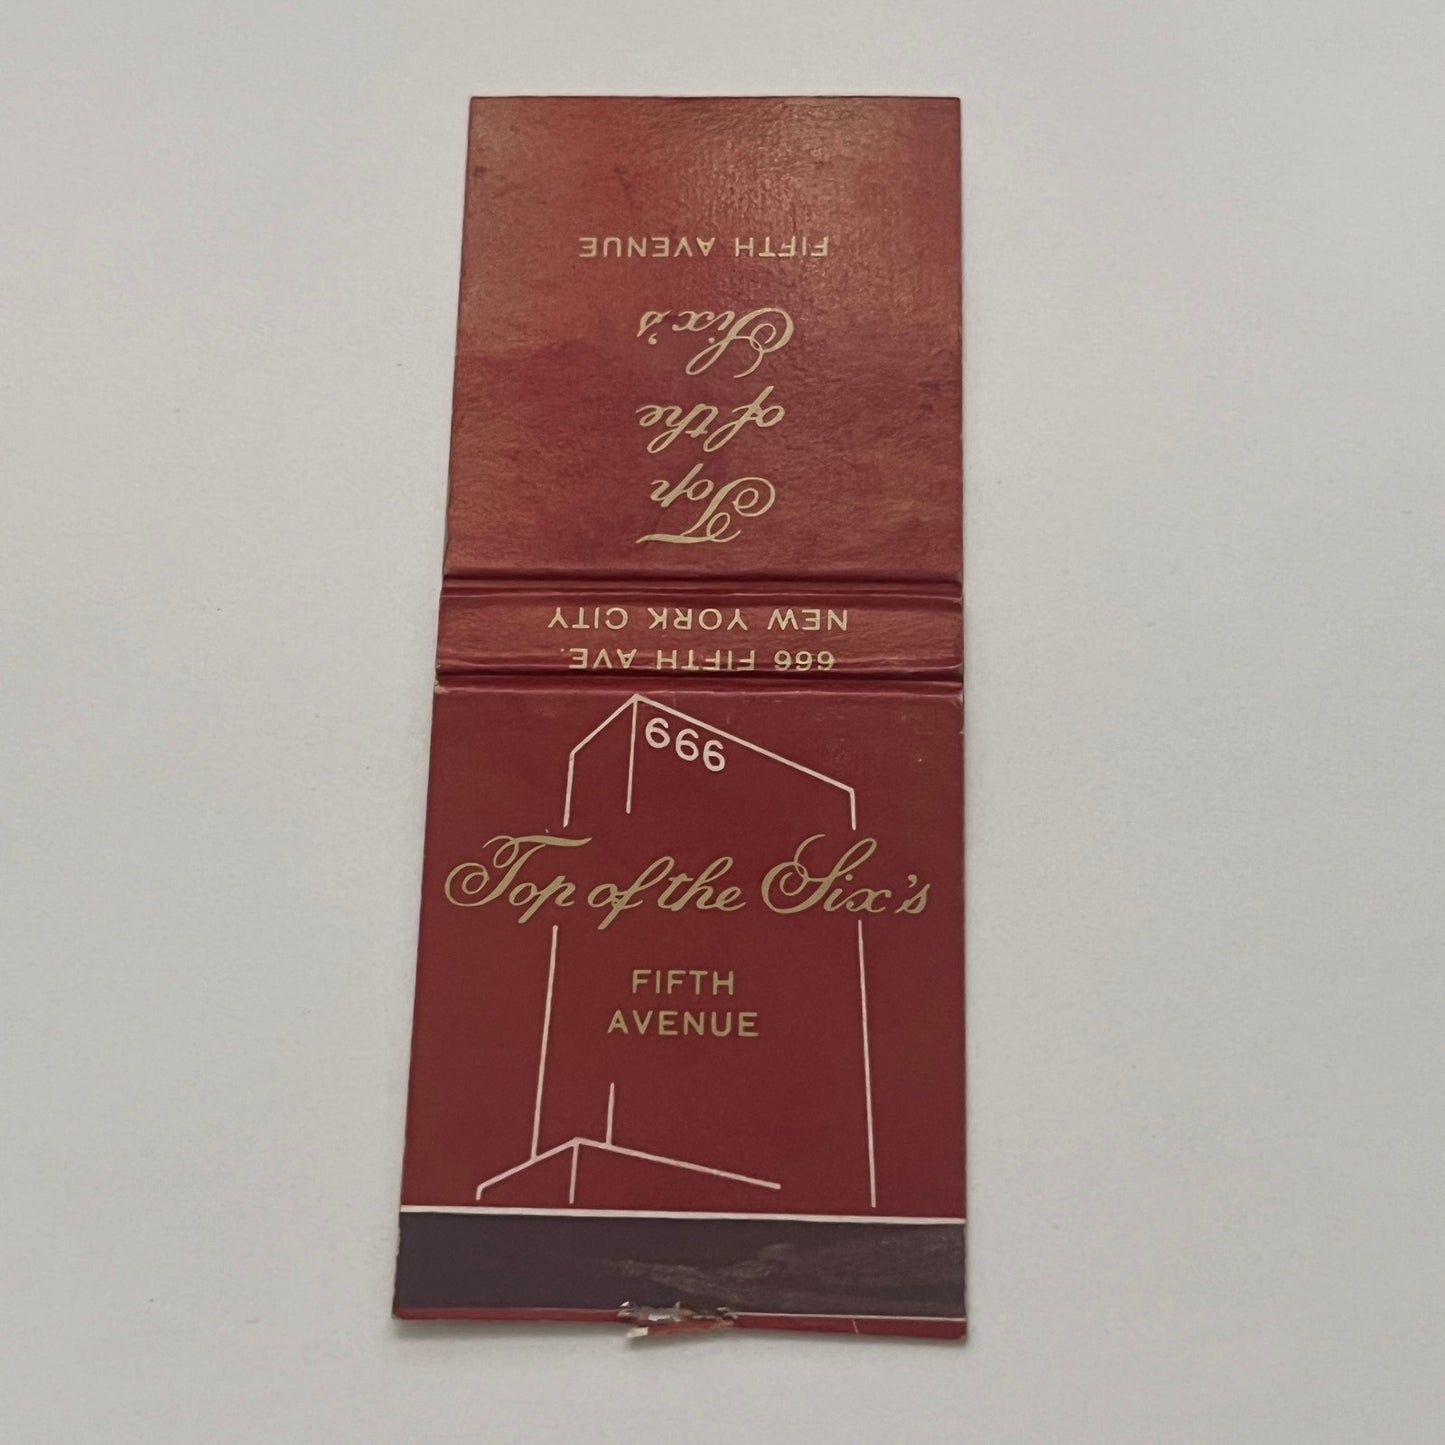 FIFTH AVENUE
Six's
of the
Top
NEW YORK CITY
666 FIFTH AVE.
666
Top of the Six's
FIFTH
AVENUE